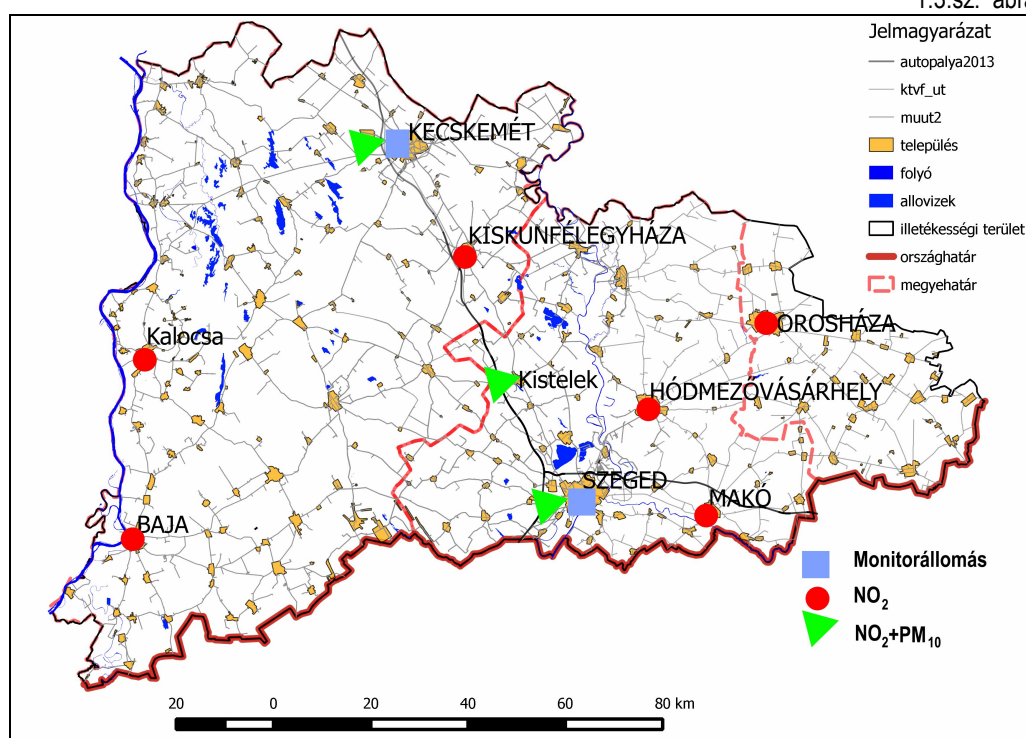 1.5.sz. ábra
Jelmagyarázat
autopalya2013
ktvf_ut
muut2
település
folyó
allovizek
illetékességi terület
országhatár
megyehatár
KECSKEMÉT
KISKUNFÉLEGYHÁZA
Kalocsa
OROSHÁZA
Kistelek
HÓDMEZŐVÁSÁRHELY
SZEGED
MAKÓ
BAJA
Monitorállomás
NO2
NO2+PM10
20 0 20 40 60 80 km